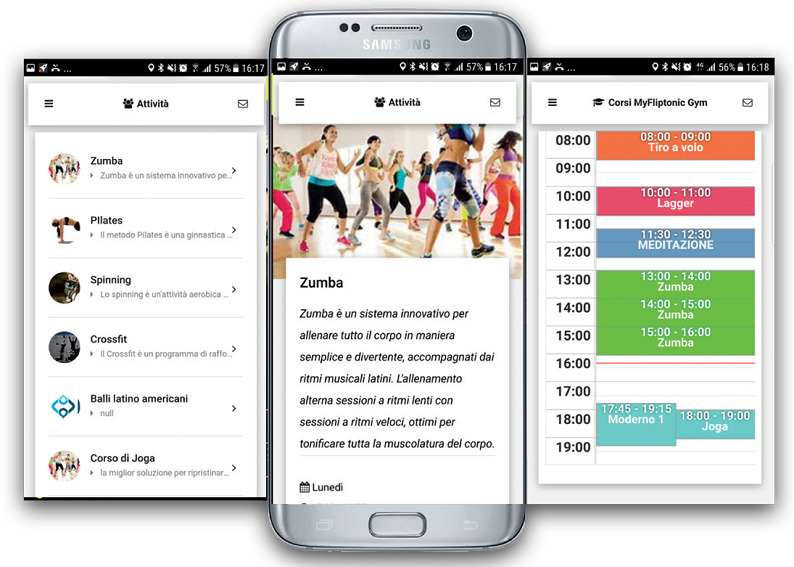 SAMSUNG
... 57% 16:17
Attività
Zumba
Zumba è un sistema innovativo pe...
PIlates
Il metodo Pilates è una ginnastica ...
Spinning
Lo spinning è un'attività aerobica ...
Crossfit
Il Crossfit è un programma di raffo...
Balli latino americani
null
Corso di Joga
la miglior soluzione per ripristinar...
... 57% 16:17
Attività
Zumba
Zumba è un sistema innovativo per
allenare tutto il corpo in maniera
semplice e divertente, accompagnati dai
ritmi musicali latini. L'allenamento
alterna sessioni a ritmi lenti con
sessioni a ritmi veloci, ottimi per
tonificare tutta la muscolatura del corpo.
Lunedì
... 4G 56% 16:18
Corsi MyFliptonic Gym
08:00
08:00 - 09:00
Tiro a volo
09:00
10:00
10:00 - 11:00
Lagger
11:00
11:30 - 12:30
MEDITAZIONE
12:00
13:00
13:00 - 14:00
Zumba
14:00
14:00 - 15:00
Zumba
15:00
15:00 - 16:00
Zumba
16:00
17:00
17:45 - 19:15
Moderno 1
18:00
18:00 - 19:00
Joga
19:00